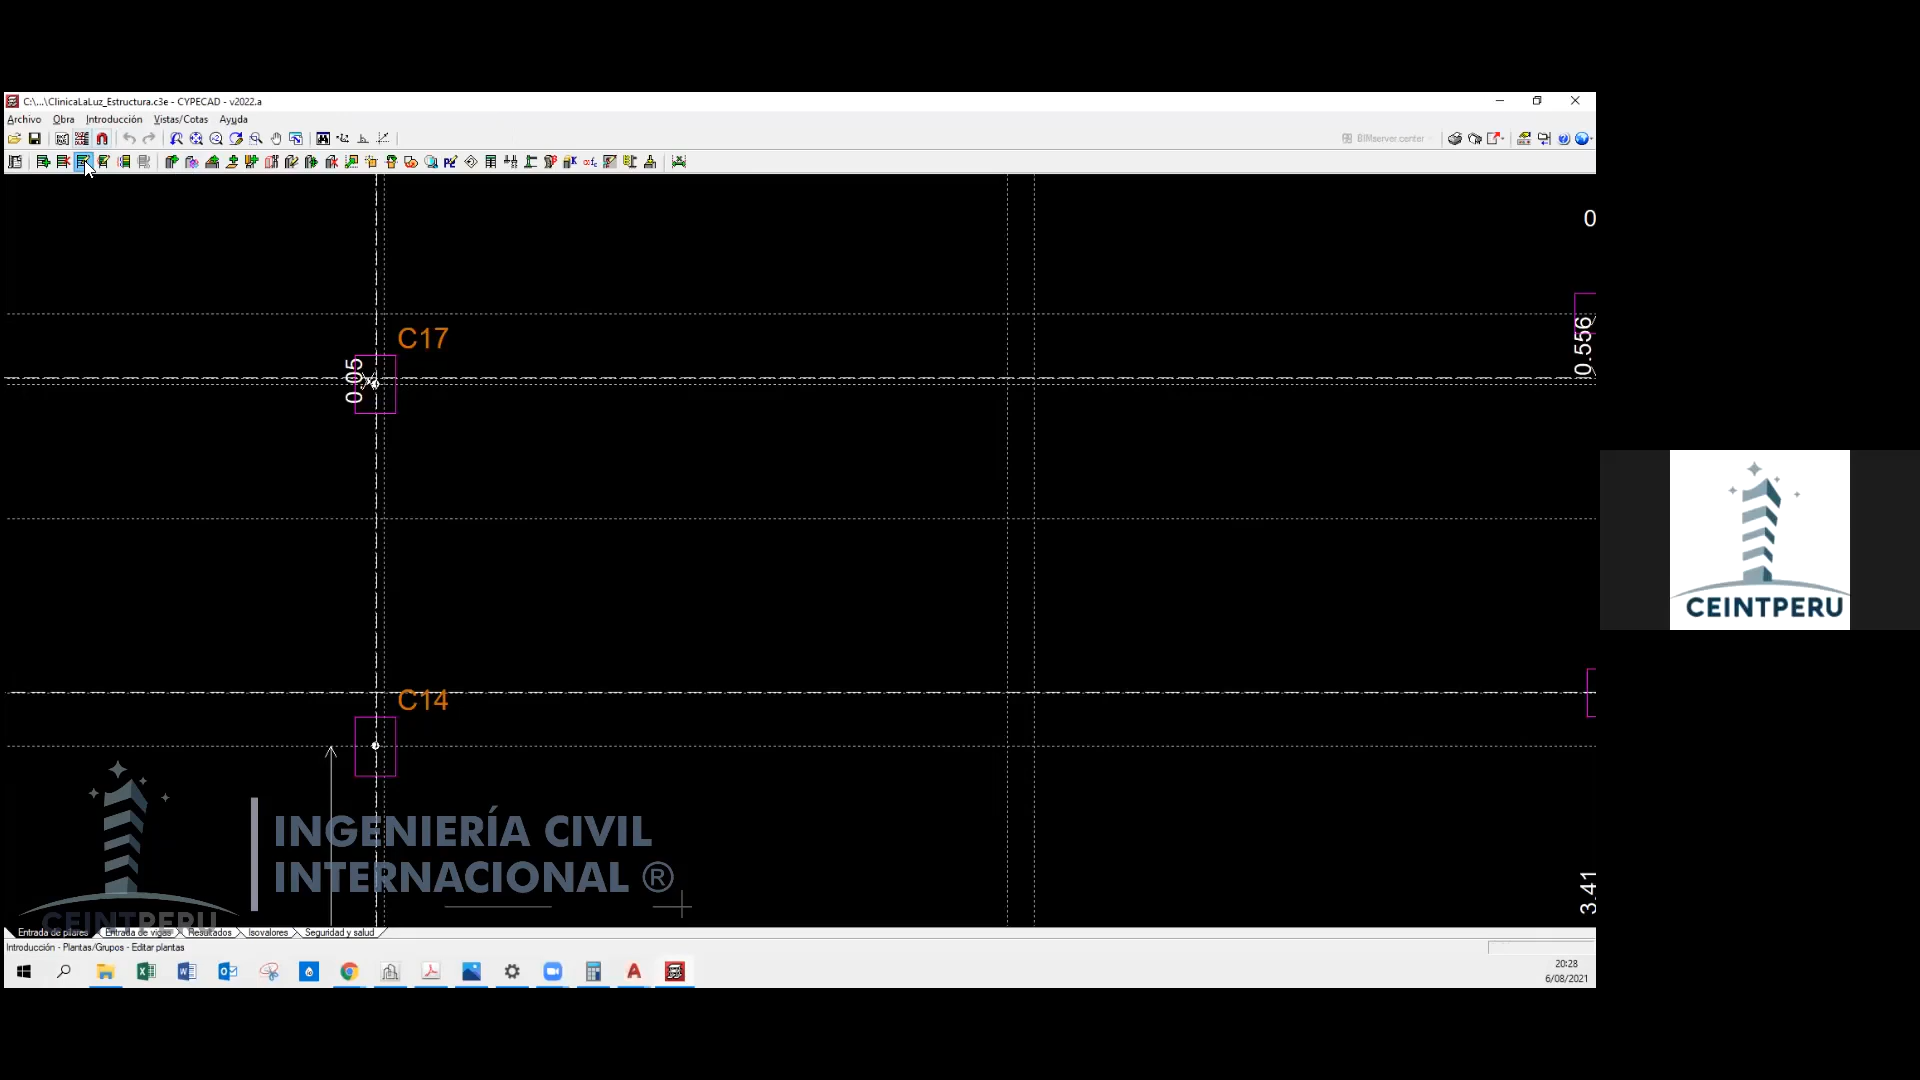 C:\...\ClinicaLaLuz_Estructura.c3e - CYPECAD - v2022.a
Archivo Obra Introducción Vistas/Cotas Ayuda
BIMserver.center
0
C17
0.05
0.556
C14
3.41
INGENIERÍA CIVIL
INTERNACIONAL ®
CEINTPERU
CEINTPERU
Entrada de pilares Entrada de vigas Resultados Isovalores Seguridad y salud
Introducción - Plantas/Grupos - Editar plantas
20:28
6/08/2021